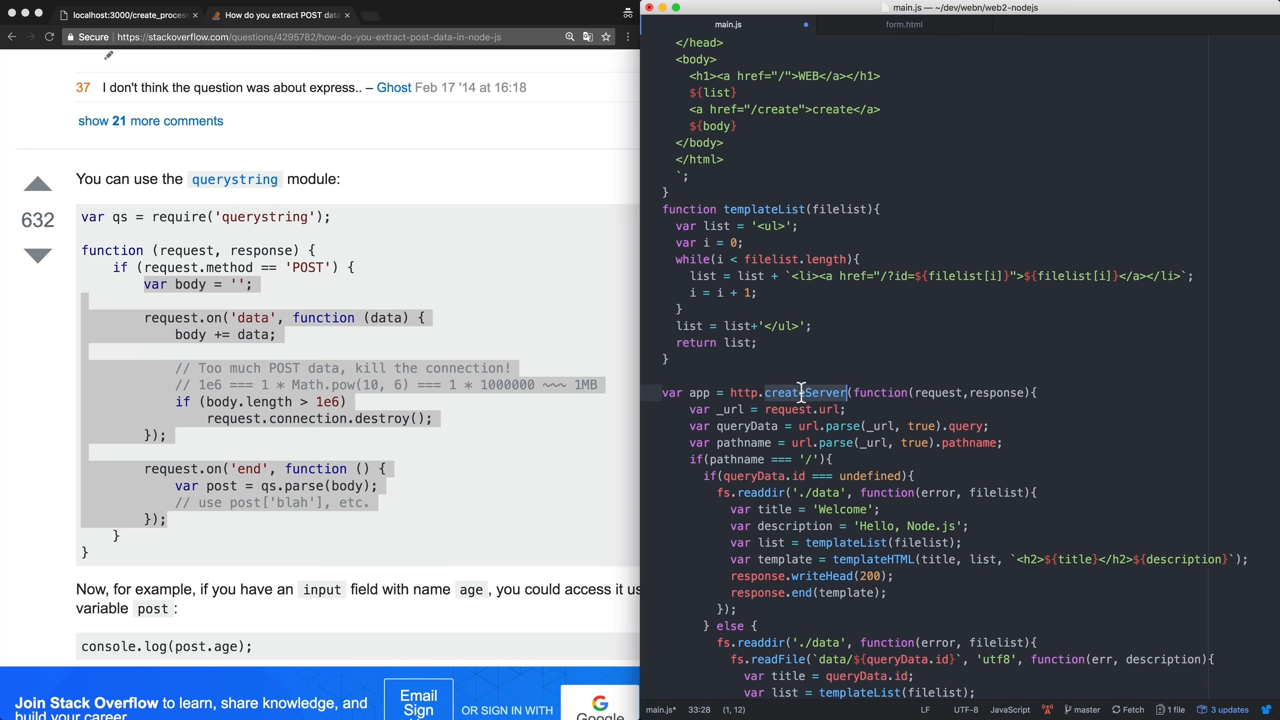 localhost:3000/create_process
How do you extract POST dat
Secure
https://stackoverflow.com/questions/4295782/how-do-you-extract-post-data-in-node-js
37 I don't think the question was about express.. – Ghost Feb 17 '14 at 16:18
show 21 more comments
632
You can use the querystring module:
var qs = require('querystring');
function (request, response) {
if (request.method == 'POST') {
var body = '';
request.on('data', function (data) {
body += data;
// Too much POST data, kill the connection!
// 1e6 === 1 * Math.pow(10, 6) === 1 * 1000000 ~~~ 1MB
if (body.length > 1e6)
request.connection.destroy();
});
request.on('end', function () {
var post = qs.parse(body);
// use post['blah'], etc.
});
}
}
Now, for example, if you have an input field with name age, you could access it us
variable post:
console.log(post.age);
Join Stack Overflow to learn, share knowledge, and
build your career.
Email
Sign
OR SIGN IN WITH
Google
main.js — ~/dev/webn/web2-nodejs
main.js
form.html
</head>
<body>
<h1><a href="/">WEB</a></h1>
${list}
<a href="/create">create</a>
${body}
</body>
</html>
`;
}
function templateList(filelist){
var list = '<ul>';
var i = 0;
while(i < filelist.length){
list = list + `<li><a href="/?id=${filelist[i]}">${filelist[i]}</a></li>`;
i = i + 1;
}
list = list+'</ul>';
return list;
}
var app = http.createServer(function(request,response){
var _url = request.url;
var queryData = url.parse(_url, true).query;
var pathname = url.parse(_url, true).pathname;
if(pathname === '/'){
if(queryData.id === undefined){
fs.readdir('./data', function(error, filelist){
var title = 'Welcome';
var description = 'Hello, Node.js';
var list = templateList(filelist);
var template = templateHTML(title, list, `<h2>${title}</h2>${description}`);
response.writeHead(200);
response.end(template);
});
} else {
fs.readdir('./data', function(error, filelist){
fs.readFile(`data/${queryData.id}`, 'utf8', function(err, description){
var title = queryData.id;
var list = templateList(filelist);
main.js* 33:28 (1, 12) LF UTF-8 JavaScript master Fetch 1 file 3 updates